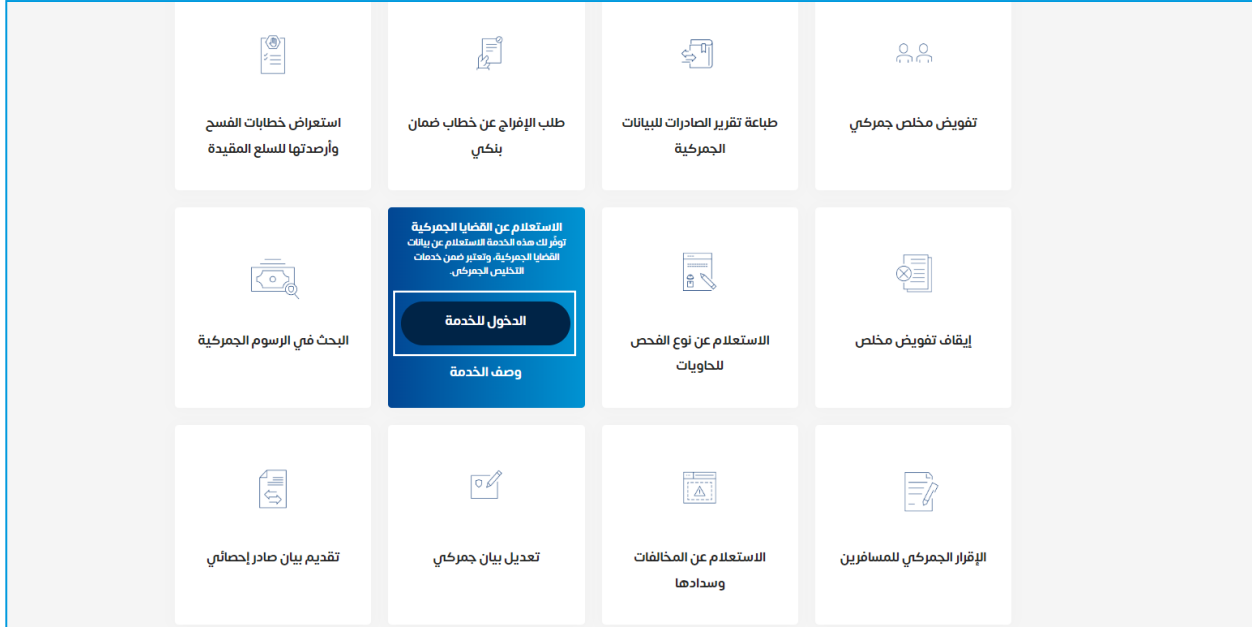 تفويض مخلص جمركي
طباعة تقرير الصادرات للبيانات
الجمركية
طلب الإفراج عن خطاب ضمان
بنكي
استعراض خطابات الفسح
وأرصدتها للسلع المقيدة
إيقاف تفويض مخلص
الاستعلام عن نوع الفحص
للحاويات
الاستعلام عن القضايا الجمركية
توفّر لك هذه الخدمة الاستعلام عن بيانات
القضايا الجمركية، وتعتبر ضمن خدمات
التخليص الجمركي.
الدخول للخدمة
وصف الخدمة
البحث في الرسوم الجمركية
الإقرار الجمركي للمسافرين
الاستعلام عن المخالفات
وسدادها
تعديل بيان جمركي
تقديم بيان صادر إحصائي